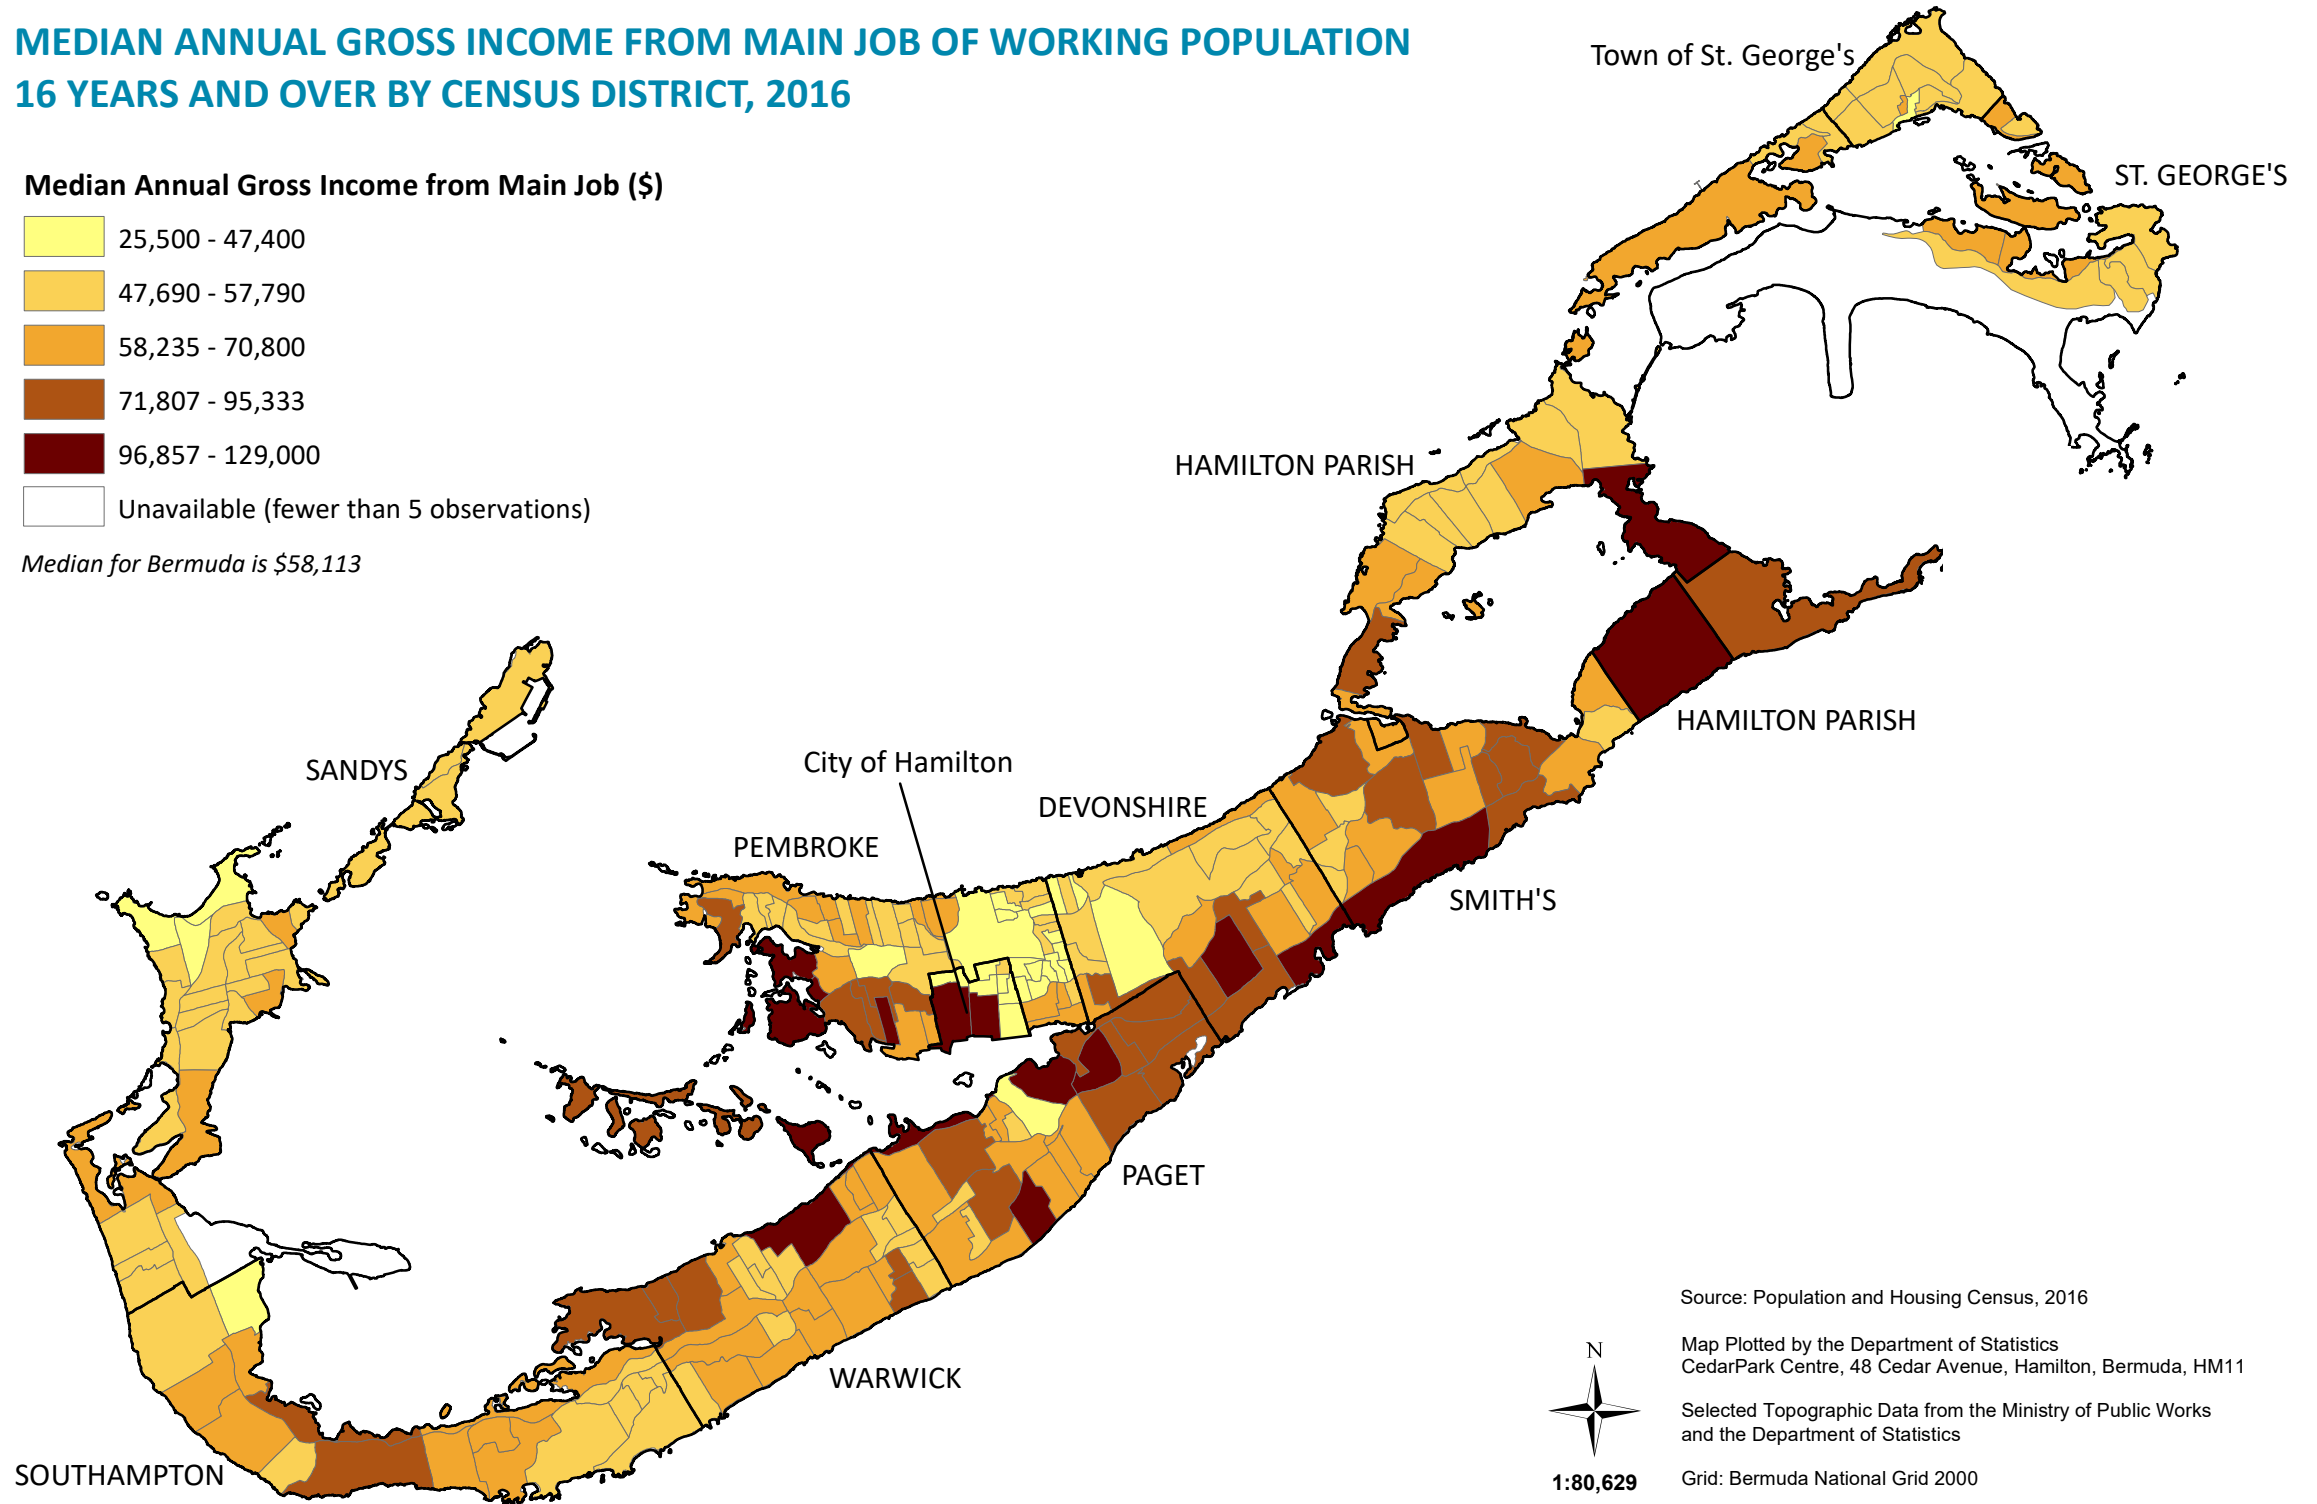 MEDIAN ANNUAL GROSS INCOME FROM MAIN JOB OF WORKING POPULATION
16 YEARS AND OVER BY CENSUS DISTRICT, 2016
Median Annual Gross Income from Main Job ($)
25,500 - 47,400
47,690 - 57,790
58,235 - 70,800
71,807 - 95,333
96,857 - 129,000
Unavailable (fewer than 5 observations)
Median for Bermuda is $58,113
Town of St. George's
ST. GEORGE'S
HAMILTON PARISH
HAMILTON PARISH
SANDYS
City of Hamilton
DEVONSHIRE
PEMBROKE
SMITH'S
PAGET
WARWICK
SOUTHAMPTON
Source: Population and Housing Census, 2016
Map Plotted by the Department of Statistics
CedarPark Centre, 48 Cedar Avenue, Hamilton, Bermuda, HM11
Selected Topographic Data from the Ministry of Public Works
and the Department of Statistics
Grid: Bermuda National Grid 2000
N
1:80,629